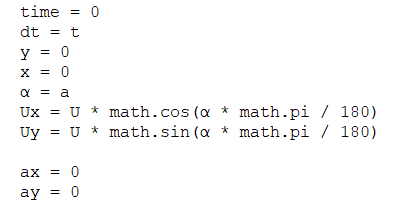 time = 0
dt = t
y = 0
x = 0
α = a
Ux = U * math.cos(α * math.pi / 180)
Uy = U * math.sin(α * math.pi / 180)
ax = 0
ay = 0